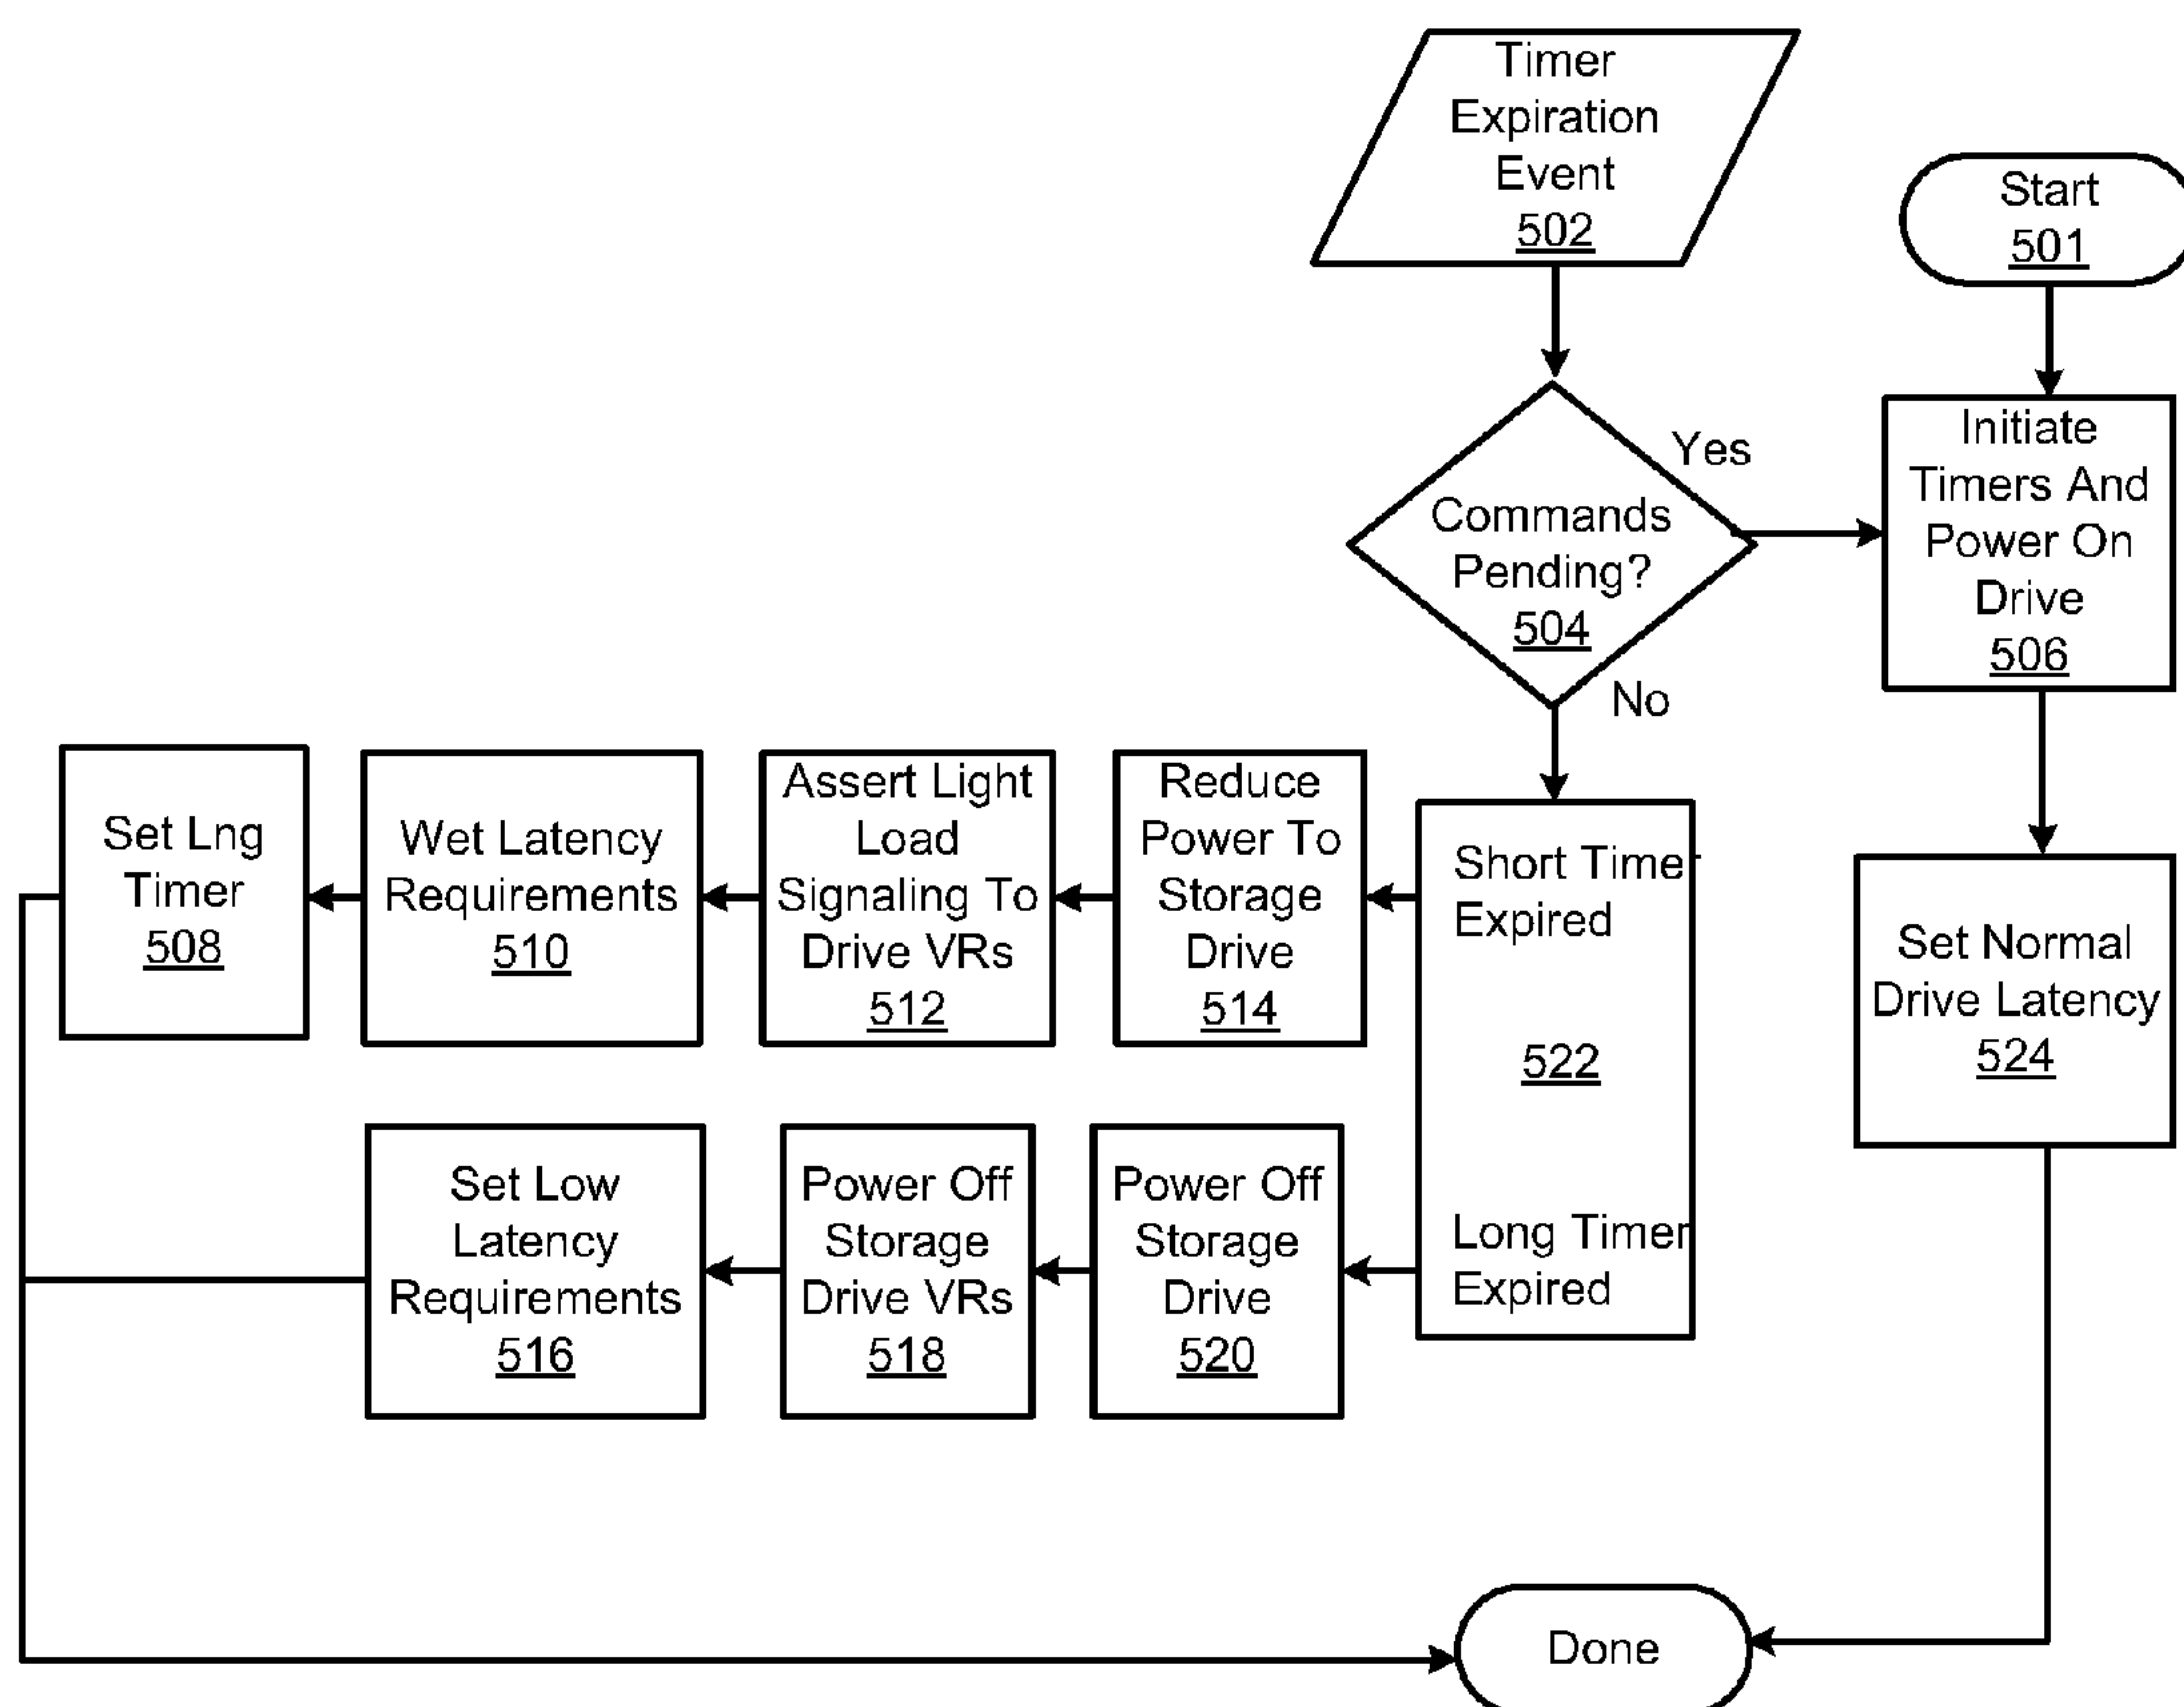 Timer
Expiration
Event
502
Start
501
Yes
Commands
Pending?
504
No
Initiate
Timers And
Power On
Drive
506
Set Lng
Timer
508
Wet Latency
Requirements
510
Assert Light
Load
Signaling To
Drive VRs
512
Reduce
Power To
Storage
Drive
514
Short Timer
Expired
522
Long Timer
Expired
Set Normal
Drive Latency
524
Set Low
Latency
Requirements
516
Power Off
Storage
Drive VRs
518
Power Off
Storage
Drive
520
Done